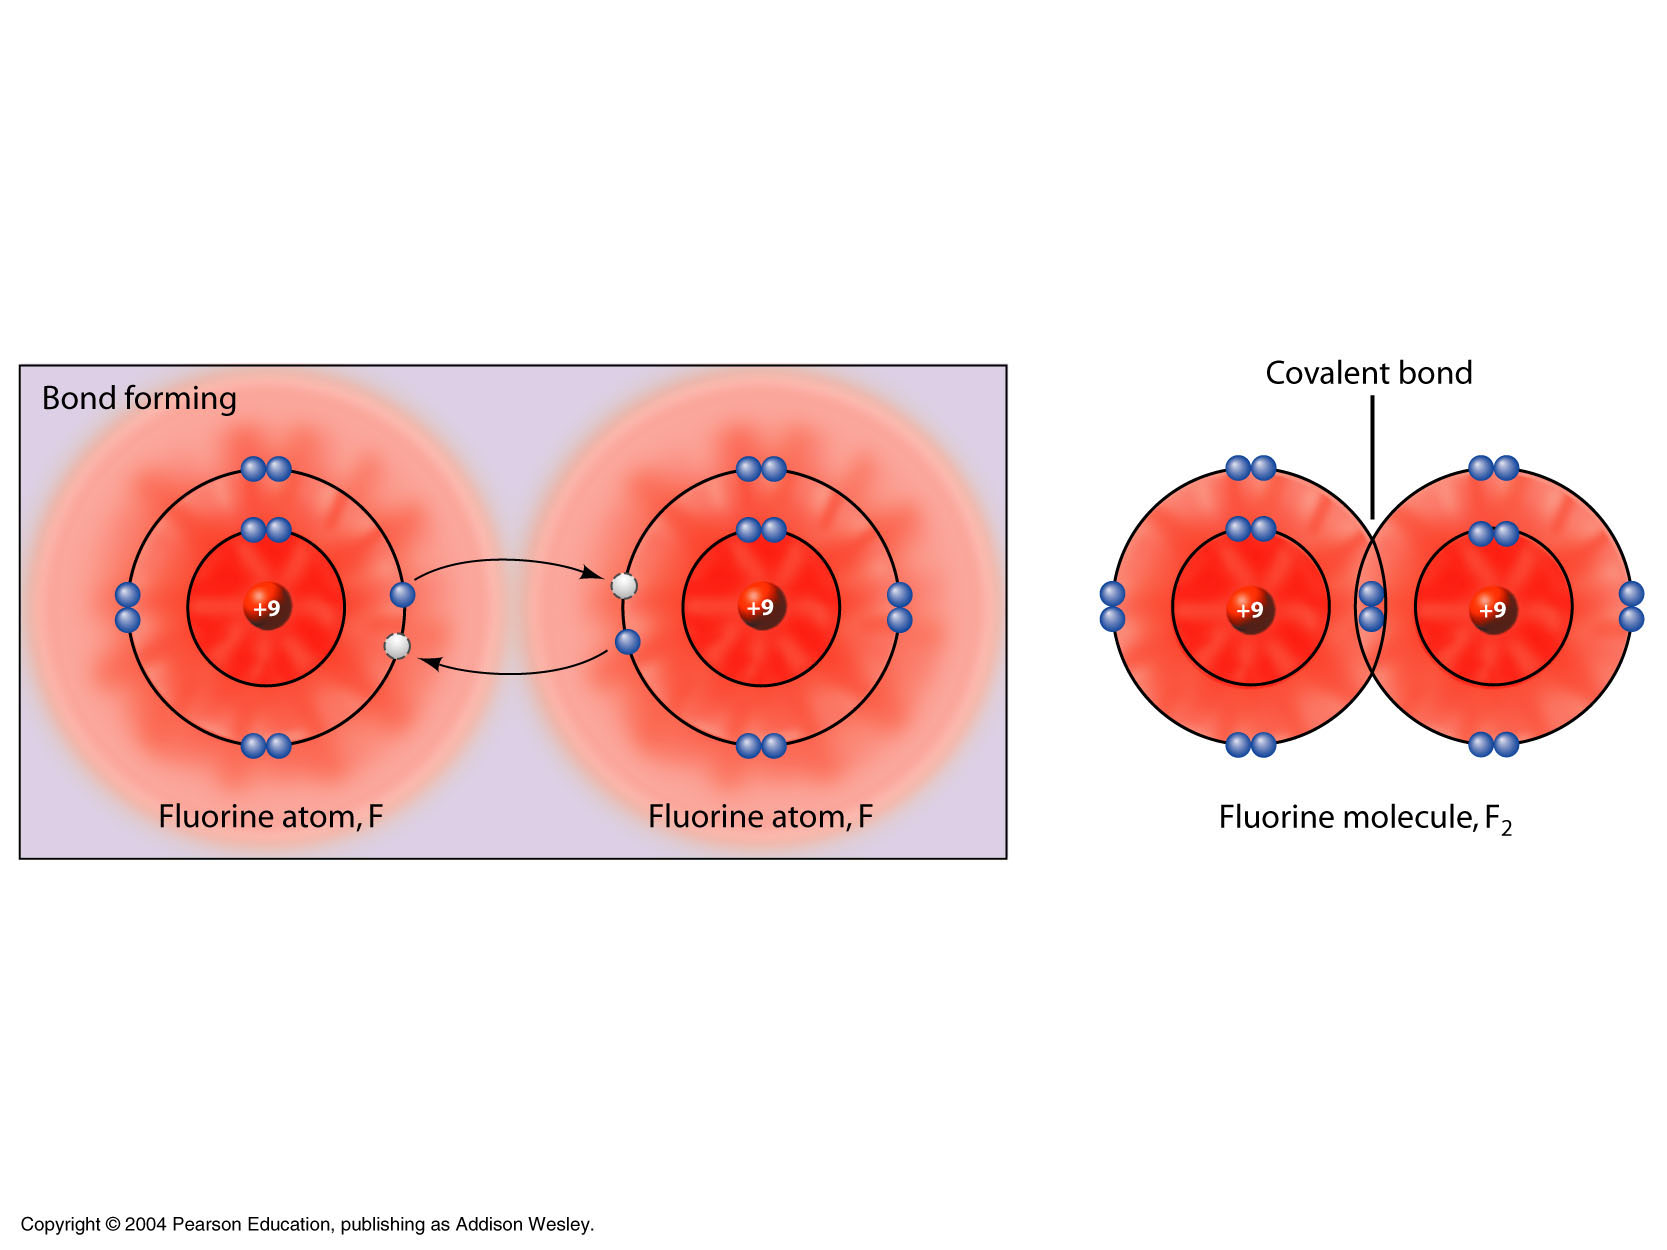 Bond forming
+9
+9
Fluorine atom, F
Fluorine atom, F
Covalent bond
+9
+9
Fluorine molecule, F₂
Copyright © 2004 Pearson Education, publishing as Addison Wesley.